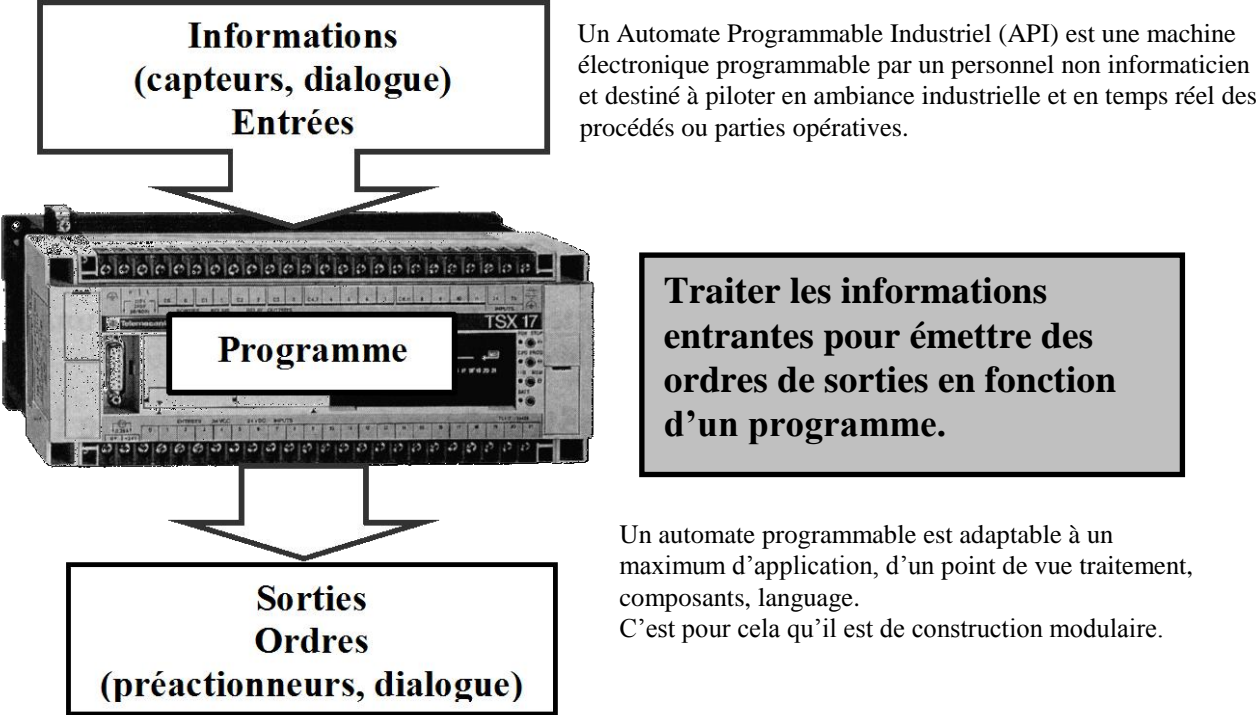 Informations
(capteurs, dialogue)
Entrées
Un Automate Programmable Industriel (API) est une machine
électronique programmable par un personnel non informaticien
et destiné à piloter en ambiance industrielle et en temps réel des
procédés ou parties opératives.
TSX 17
Programme
Traiter les informations
entrantes pour émettre des
ordres de sorties en fonction
d’un programme.
Un automate programmable est adaptable à un
maximum d’application, d’un point de vue traitement,
composants, language.
C’est pour cela qu’il est de construction modulaire.
Sorties
Ordres
(préactionneurs, dialogue)